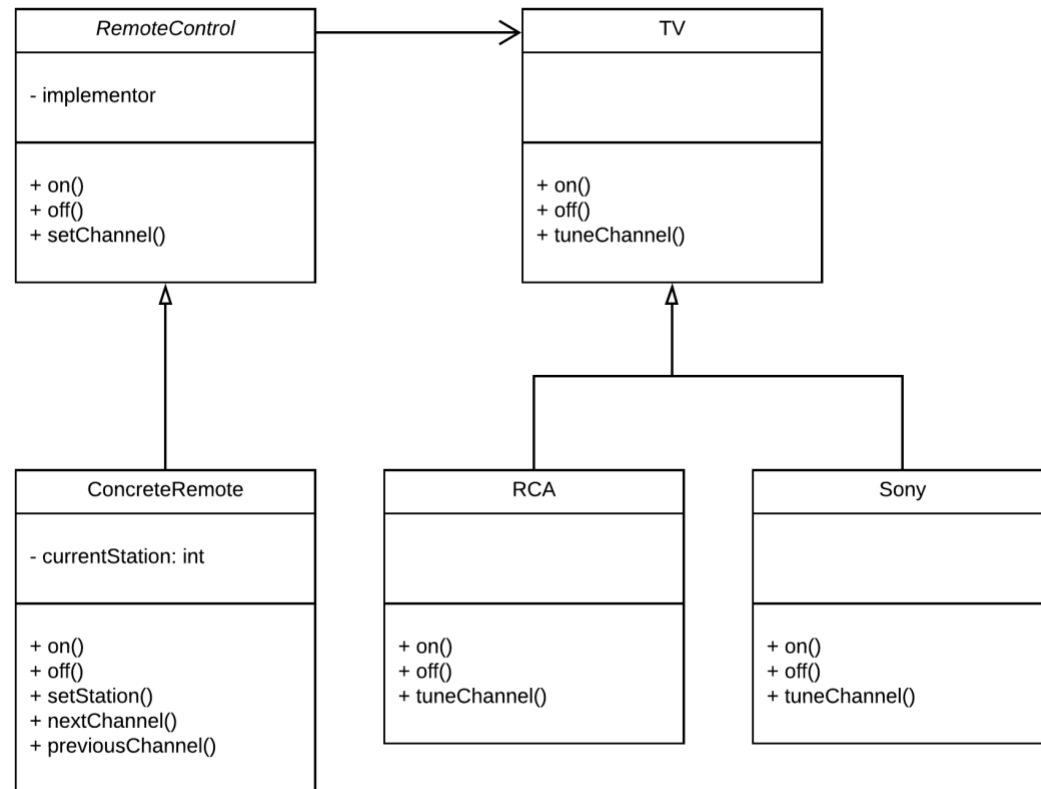 RemoteControl
- implementor
+ on()
+ off()
+ setChannel()
TV
+ on()
+ off()
+ tuneChannel()
ConcreteRemote
- currentStation: int
+ on()
+ off()
+ setStation()
+ nextChannel()
+ previousChannel()
RCA
+ on()
+ off()
+ tuneChannel()
Sony
+ on()
+ off()
+ tuneChannel()